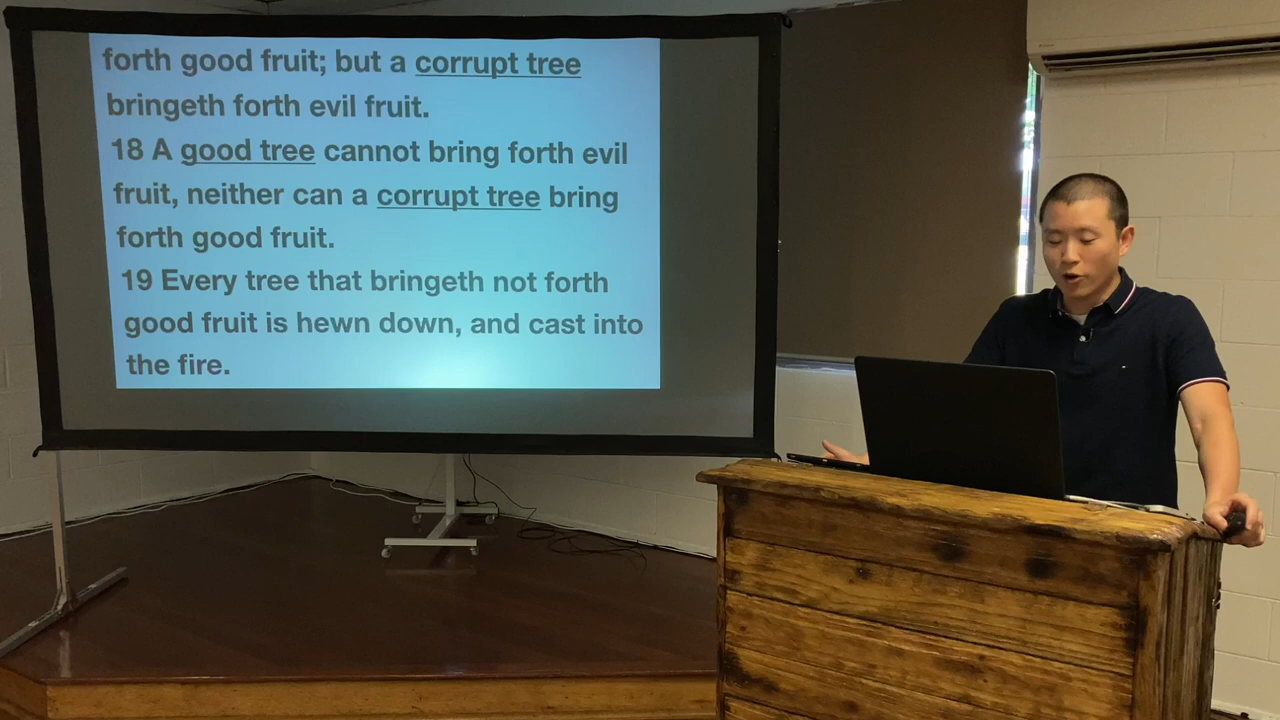 forth good fruit; but a corrupt tree
bringeth forth evil fruit.
18 A good tree cannot bring forth evil
fruit, neither can a corrupt tree bring
forth good fruit.
19 Every tree that bringeth not forth
good fruit is hewn down, and cast into
the fire.